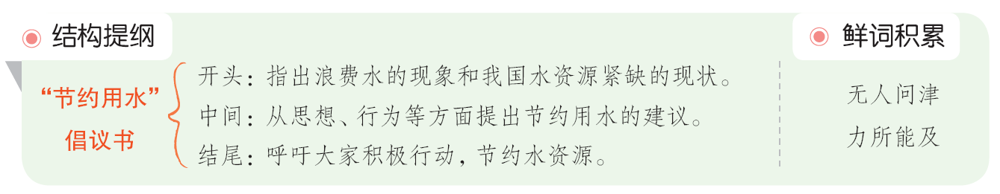 结构提纲
“节约用水”
倡议书
开头：指出浪费水的现象和我国水资源紧缺的现状。
中间：从思想、行为等方面提出节约用水的建议。
结尾：呼吁大家积极行动，节约水资源。
鲜词积累
无人问津
力所能及